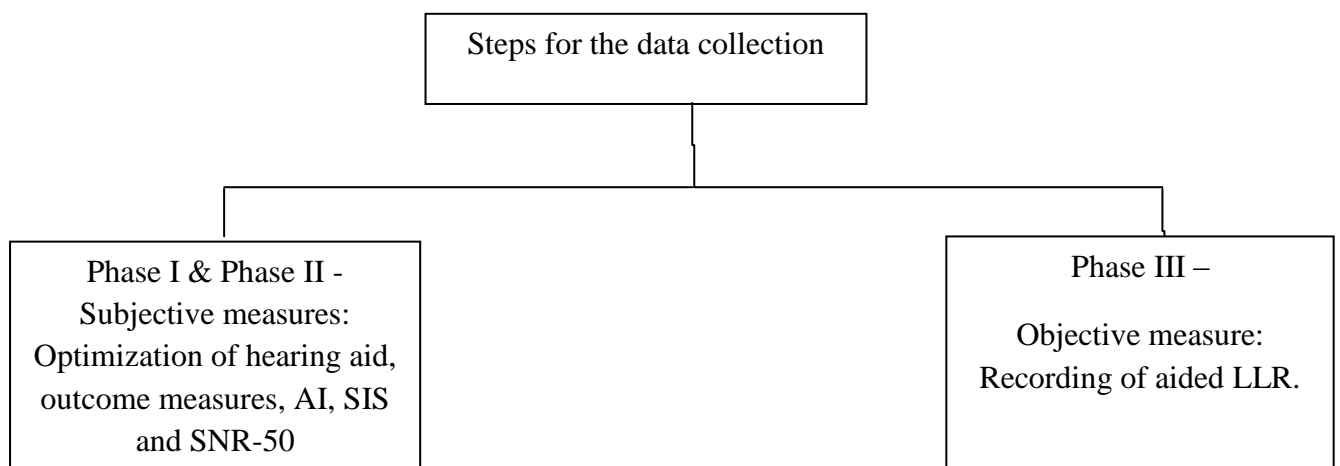 Steps for the data collection
Phase I & Phase II -
Subjective measures:
Optimization of hearing aid,
outcome measures, AI, SIS
and SNR-50
Phase III –
Objective measure:
Recording of aided LLR.